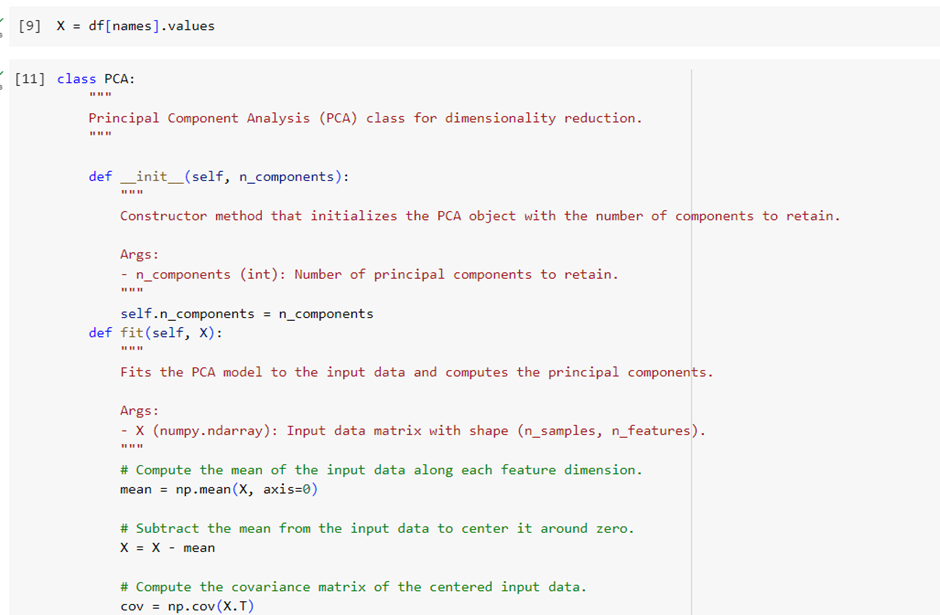 [9] X = df[names].values
[11] class PCA:
"""
Principal Component Analysis (PCA) class for dimensionality reduction.
"""
def __init__(self, n_components):
"""
Constructor method that initializes the PCA object with the number of components to retain.
Args:
- n_components (int): Number of principal components to retain.
"""
self.n_components = n_components
def fit(self, X):
"""
Fits the PCA model to the input data and computes the principal components.
Args:
- X (numpy.ndarray): Input data matrix with shape (n_samples, n_features).
"""
# Compute the mean of the input data along each feature dimension.
mean = np.mean(X, axis=0)
# Subtract the mean from the input data to center it around zero.
X = X - mean
# Compute the covariance matrix of the centered input data.
cov = np.cov(X.T)